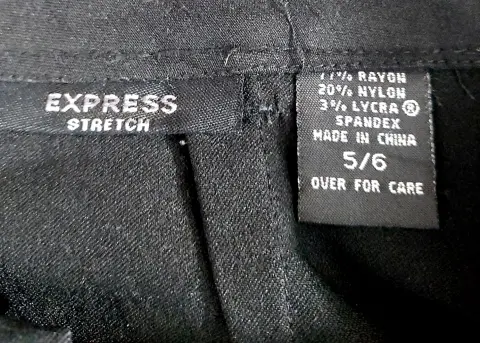 EXPRESS
STRETCH
77% RAYON
20% NYLON
3% LYCRA®
SPANDEX
MADE IN CHINA
5/6
OVER FOR CARE